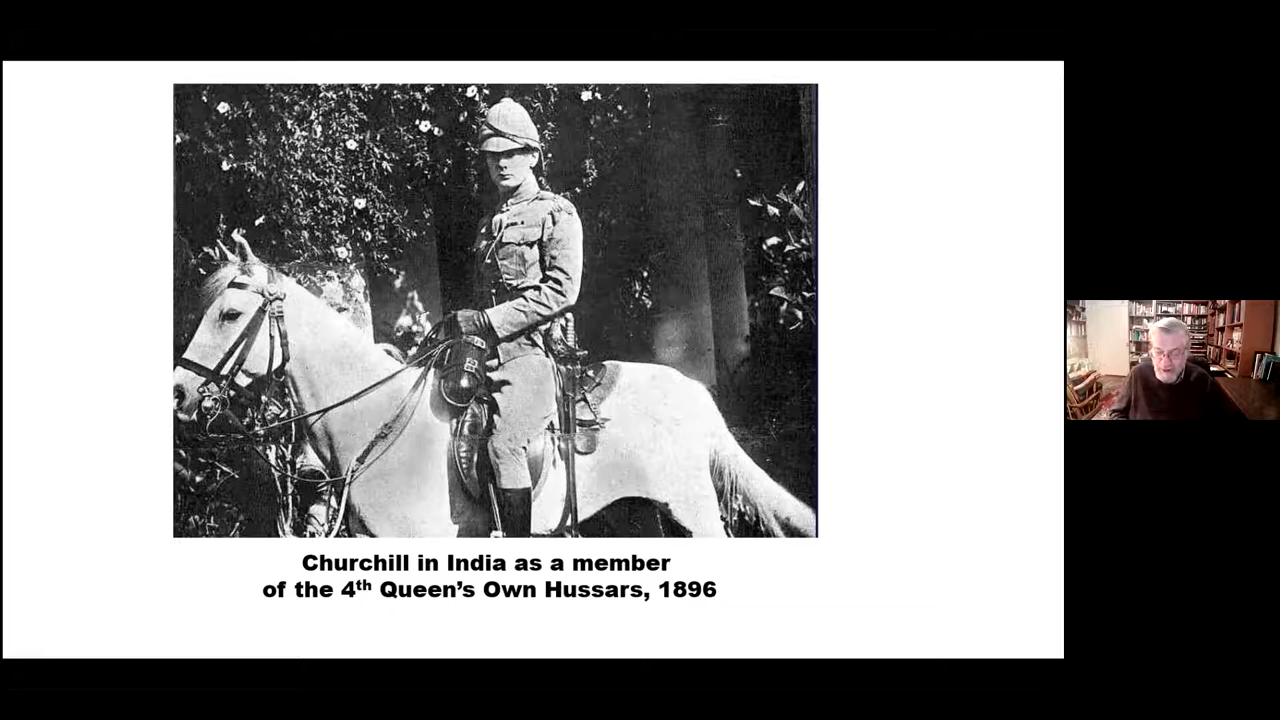 Churchill in India as a member
of the 4th Queen's Own Hussars, 1896